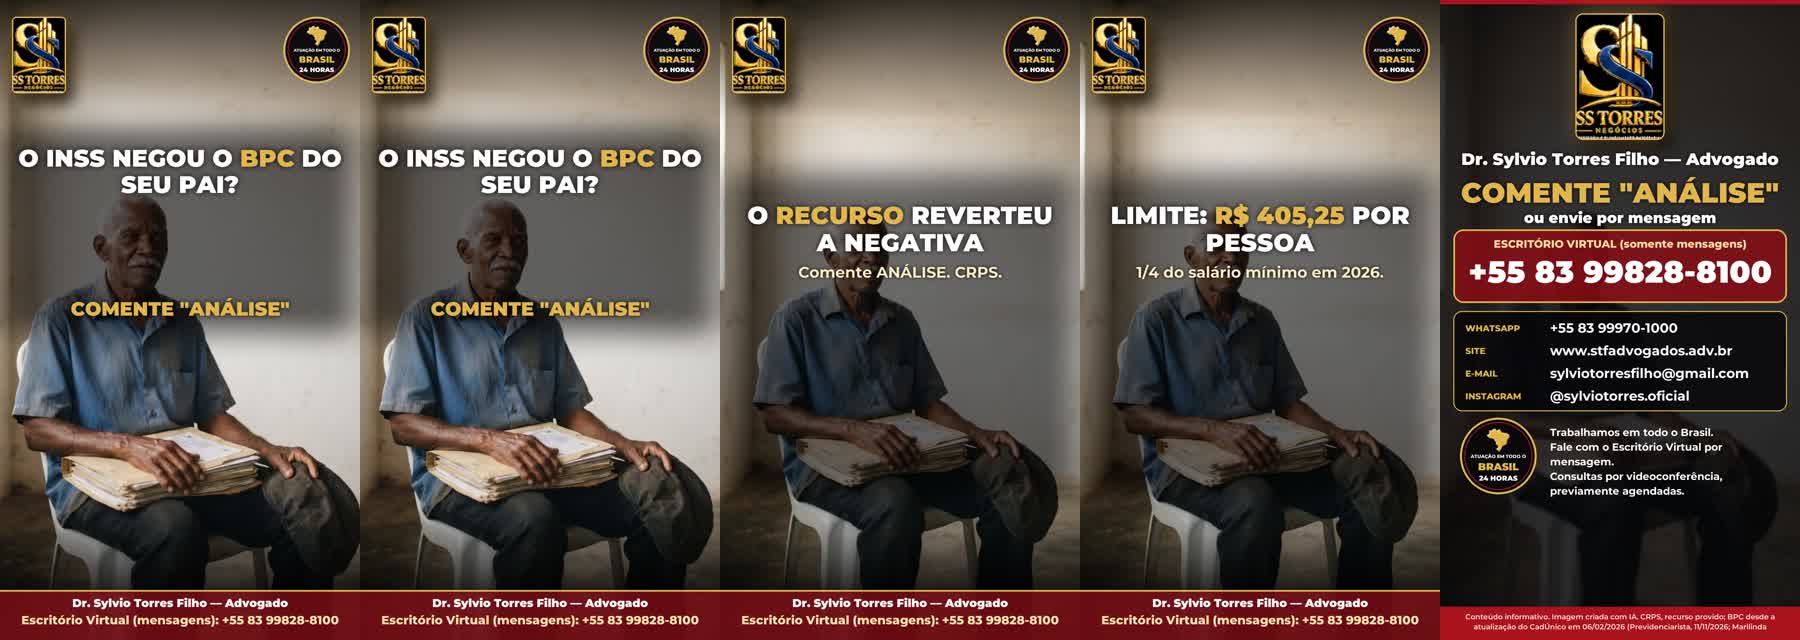 SS TORRES
NEGÓCIOS
ATUAÇÃO EM TODO O
BRASIL
24 HORAS
O INSS NEGOU O BPC DO
SEU PAI?
COMENTE "ANÁLISE"
Dr. Sylvio Torres Filho — Advogado
Escritório Virtual (mensagens): +55 83 99828-8100
SS TORRES
NEGÓCIOS
ATUAÇÃO EM TODO O
BRASIL
24 HORAS
O INSS NEGOU O BPC DO
SEU PAI?
COMENTE "ANÁLISE"
Dr. Sylvio Torres Filho — Advogado
Escritório Virtual (mensagens): +55 83 99828-8100
SS TORRES
NEGÓCIOS
ATUAÇÃO EM TODO O
BRASIL
24 HORAS
O RECURSO REVERTEU
A NEGATIVA
Comente ANÁLISE. CRPS.
Dr. Sylvio Torres Filho — Advogado
Escritório Virtual (mensagens): +55 83 99828-8100
SS TORRES
NEGÓCIOS
ATUAÇÃO EM TODO O
BRASIL
24 HORAS
LIMITE: R$ 405,25 POR
PESSOA
1/4 do salário mínimo em 2026.
Dr. Sylvio Torres Filho — Advogado
Escritório Virtual (mensagens): +55 83 99828-8100
SS TORRES
NEGÓCIOS
Dr. Sylvio Torres Filho — Advogado
COMENTE "ANÁLISE"
ou envie por mensagem
ESCRITÓRIO VIRTUAL (somente mensagens)
+55 83 99828-8100
WHATSAPP +55 83 99970-1000
SITE www.stfadvogados.adv.br
E-MAIL sylviotorresfilho@gmail.com
INSTAGRAM @sylviotorres.oficial
ATUAÇÃO EM TODO O
BRASIL
24 HORAS
Trabalhamos em todo o Brasil.
Fale com o Escritório Virtual por
mensagem.
Consultas por videoconferência,
previamente agendadas.
Conteúdo informativo. Imagem criada com IA. CRPS, recurso provido; BPC desde a
atualização do CadÚnico em 06/02/2026 (Previdenciarista, 11/11/2026; Marilinda